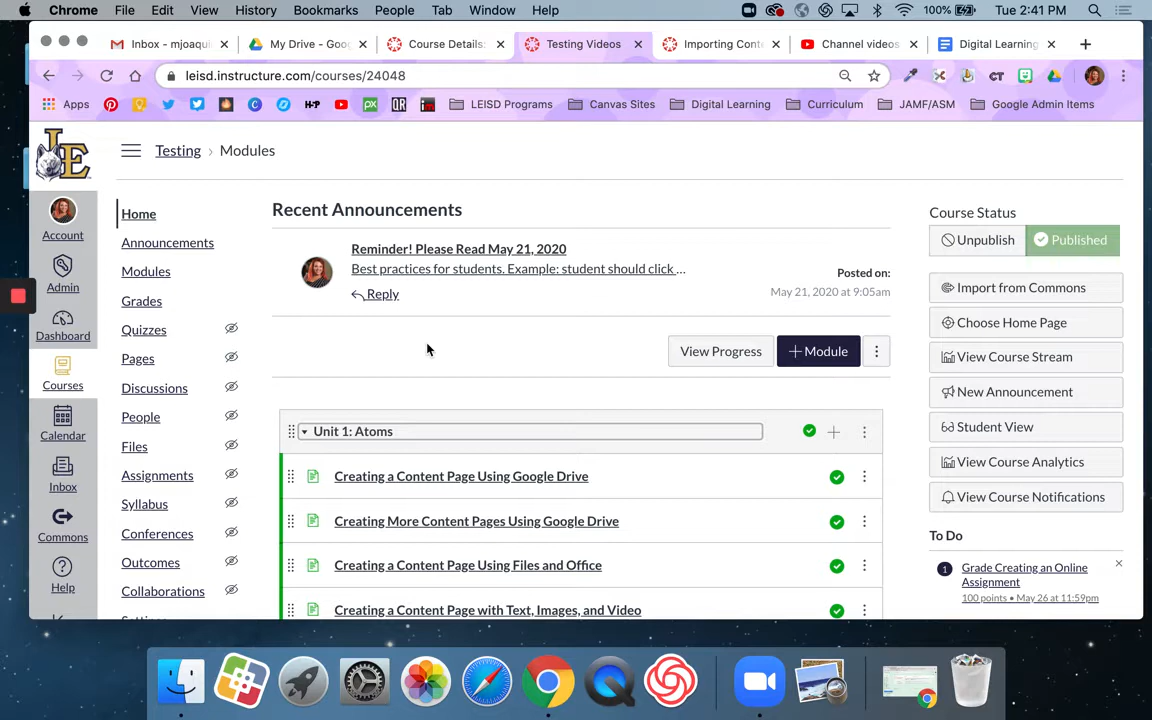 Chrome File Edit View History Bookmarks People Tab Window Help 100% Tue 2:41 PM
Inbox - mjoaqui My Drive - Goo Course Details: Testing Videos Importing Cont Channel videos Digital Learning
leisd.instructure.com/courses/24048
Apps LEISD Programs Canvas Sites Digital Learning Curriculum JAMF/ASM Google Admin Items
Testing › Modules
Account
Admin
Dashboard
Courses
Calendar
Inbox
Commons
Help
Home
Announcements
Modules
Grades
Quizzes
Pages
Discussions
People
Files
Assignments
Syllabus
Conferences
Outcomes
Collaborations
Recent Announcements
Reminder! Please Read May 21, 2020
Best practices for students. Example: student should click ...
Reply
Posted on:
May 21, 2020 at 9:05am
View Progress + Module
Unit 1: Atoms
Creating a Content Page Using Google Drive
Creating More Content Pages Using Google Drive
Creating a Content Page Using Files and Office
Creating a Content Page with Text, Images, and Video
Course Status
Unpublish Published
Import from Commons
Choose Home Page
View Course Stream
New Announcement
Student View
View Course Analytics
View Course Notifications
To Do
1 Grade Creating an Online
Assignment
100 points • May 26 at 11:59pm